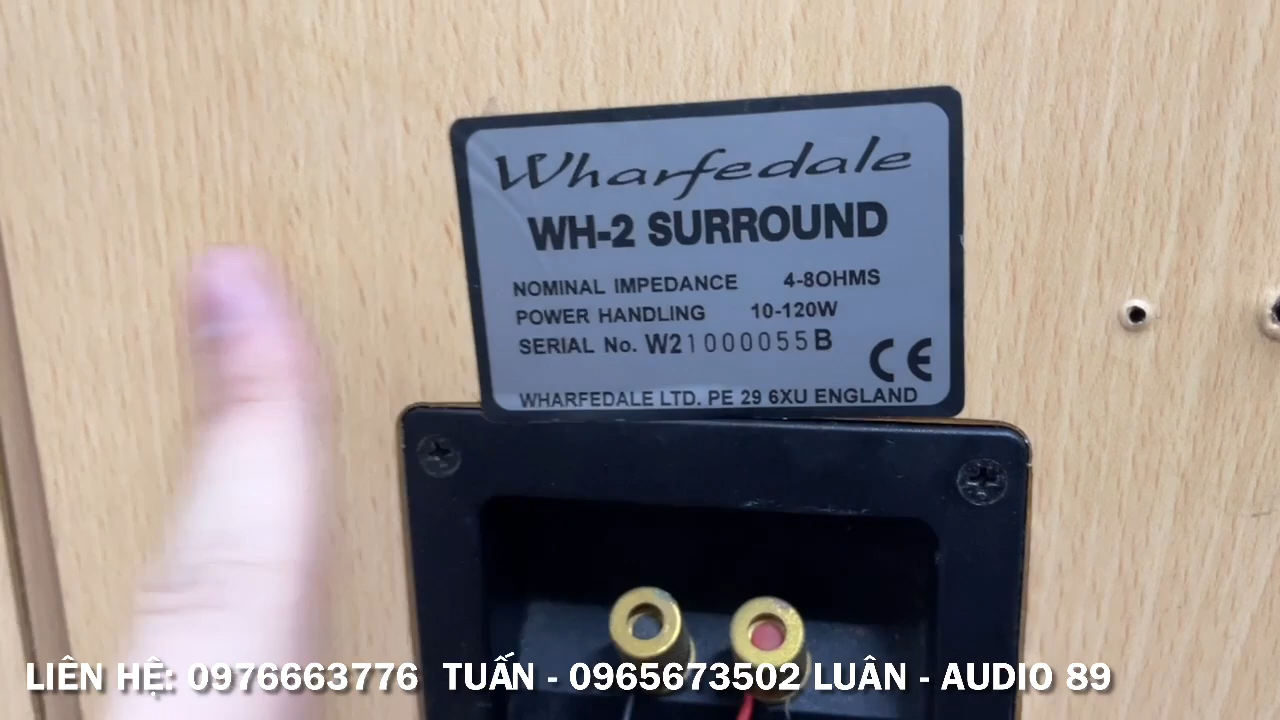 Wharfedale
WH-2 SURROUND
NOMINAL IMPEDANCE 4-8OHMS
POWER HANDLING 10-120W
SERIAL No. W21000055B
CE
WHARFEDALE LTD. PE 29 6XU ENGLAND
LIÊN HỆ: 0976663776 TUẤN - 0965673502 LUÂN - AUDIO 89